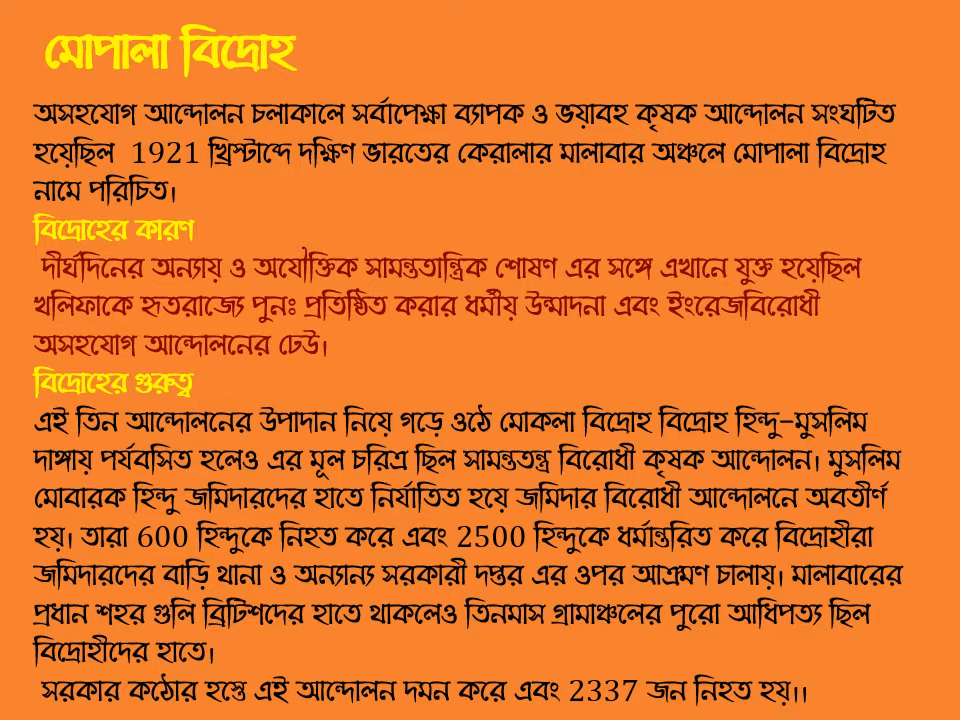 মোপালা বিদ্রোহ
অসহযোগ আন্দোলন চলাকালে সর্বাপেক্ষা ব্যাপক ও ভয়াবহ কৃষক আন্দোলন সংঘটিত
হয়েছিল 1921 খ্রিস্টাব্দে দক্ষিণ ভারতের কেরালার মালাবার অঞ্চলে মোপালা বিদ্রোহ
নামে পরিচিত।
বিদ্রোহের কারণ
দীর্ঘদিনের অন্যায় ও অযৌক্তিক সামন্ততান্ত্রিক শোষণ এর সঙ্গে এখানে যুক্ত হয়েছিল
খলিফাকে হৃতরাজ্যে পুনঃ প্রতিষ্ঠিত করার ধর্মীয় উন্মাদনা এবং ইংরেজবিরোধী
অসহযোগ আন্দোলনের ঢেউ।
বিদ্রোহের গুরুত্ব
এই তিন আন্দোলনের উপাদান নিয়ে গড়ে ওঠে মোকলা বিদ্রোহ বিদ্রোহ হিন্দু-মুসলিম
দাঙ্গায় পর্যবসিত হলেও এর মূল চরিত্র ছিল সামন্ততন্ত্র বিরোধী কৃষক আন্দোলন। মুসলিম
মোবারক হিন্দু জমিদারদের হাতে নির্যাতিত হয়ে জমিদার বিরোধী আন্দোলনে অবতীর্ণ
হয়। তারা 600 হিন্দুকে নিহত করে এবং 2500 হিন্দুকে ধর্মান্তরিত করে বিদ্রোহীরা
জমিদারদের বাড়ি থানা ও অন্যান্য সরকারী দপ্তর এর ওপর আক্রমণ চালায়। মালাবারের
প্রধান শহর গুলি ব্রিটিশদের হাতে থাকলেও তিনমাস গ্রামাঞ্চলের পুরো আধিপত্য ছিল
বিদ্রোহীদের হাতে।
সরকার কঠোর হস্তে এই আন্দোলন দমন করে এবং 2337 জন নিহত হয়।।